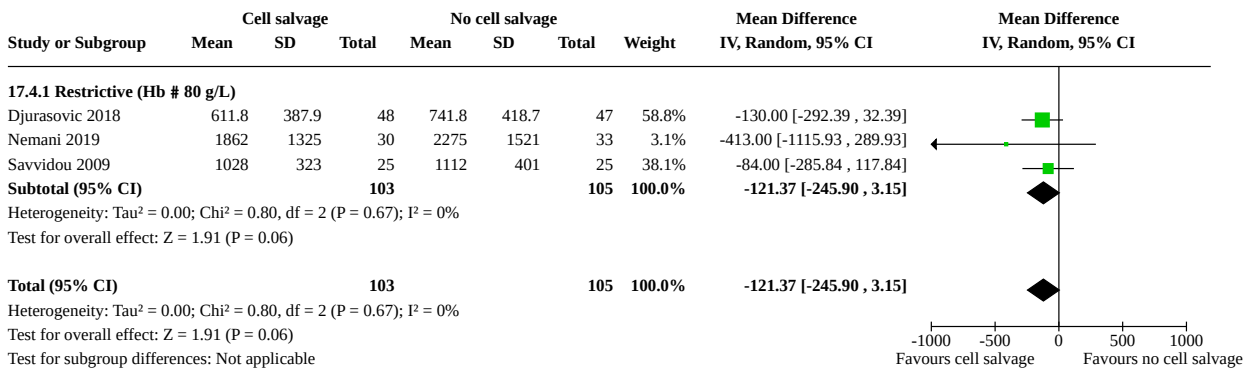 Cell salvage No cell salvage Mean Difference Mean Difference
Study or Subgroup Mean SD Total Mean SD Total Weight IV, Random, 95% CI IV, Random, 95% CI
17.4.1 Restrictive (Hb # 80 g/L)
Djurasovic 2018 611.8 387.9 48 741.8 418.7 47 58.8% -130.00 [-292.39 , 32.39]
Nemani 2019 1862 1325 30 2275 1521 33 3.1% -413.00 [-1115.93 , 289.93]
Savvidou 2009 1028 323 25 1112 401 25 38.1% -84.00 [-285.84 , 117.84]
Subtotal (95% CI) 103 105 100.0% -121.37 [-245.90 , 3.15]
Heterogeneity: Tau² = 0.00; Chi² = 0.80, df = 2 (P = 0.67); I² = 0%
Test for overall effect: Z = 1.91 (P = 0.06)
Total (95% CI) 103 105 100.0% -121.37 [-245.90 , 3.15]
Heterogeneity: Tau² = 0.00; Chi² = 0.80, df = 2 (P = 0.67); I² = 0%
Test for overall effect: Z = 1.91 (P = 0.06)
Test for subgroup differences: Not applicable
-1000 -500 0 500 1000
Favours cell salvage Favours no cell salvage